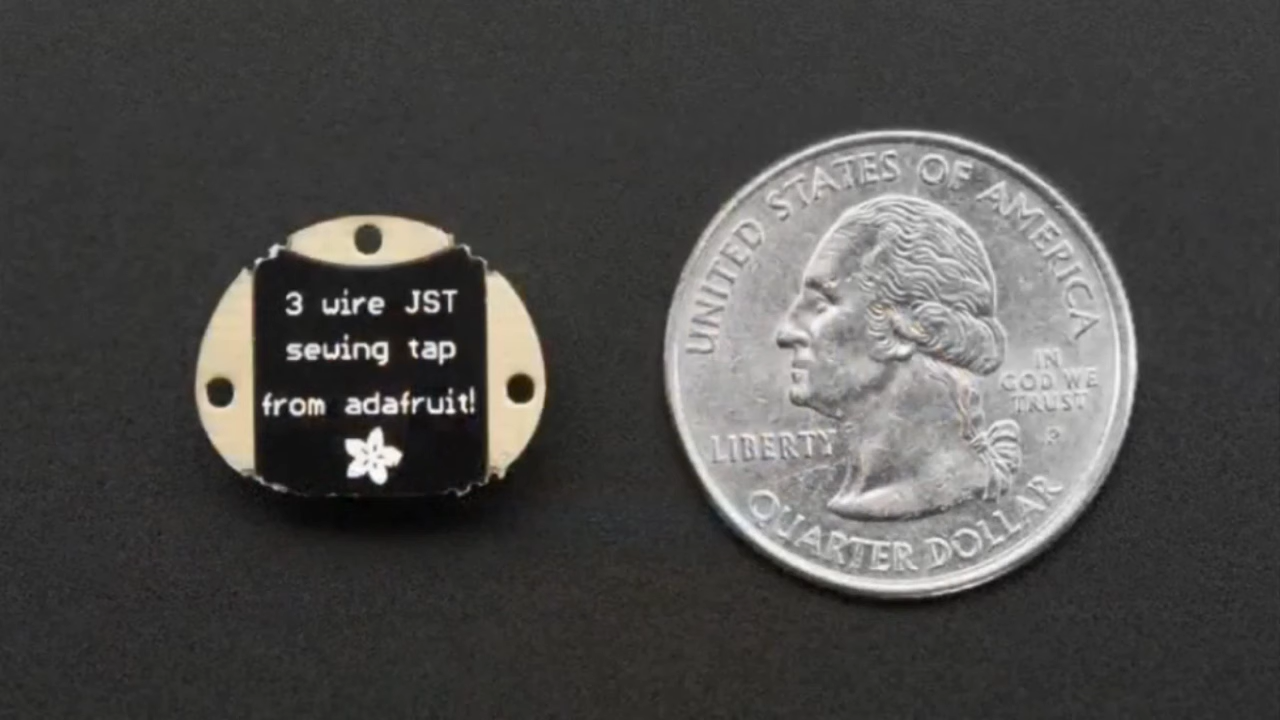 3 wire JST
sewing tap
from adafruit!
UNITED STATES OF AMERICA
IN
GOD WE
TRUST
P
LIBERTY
QUARTER DOLLAR